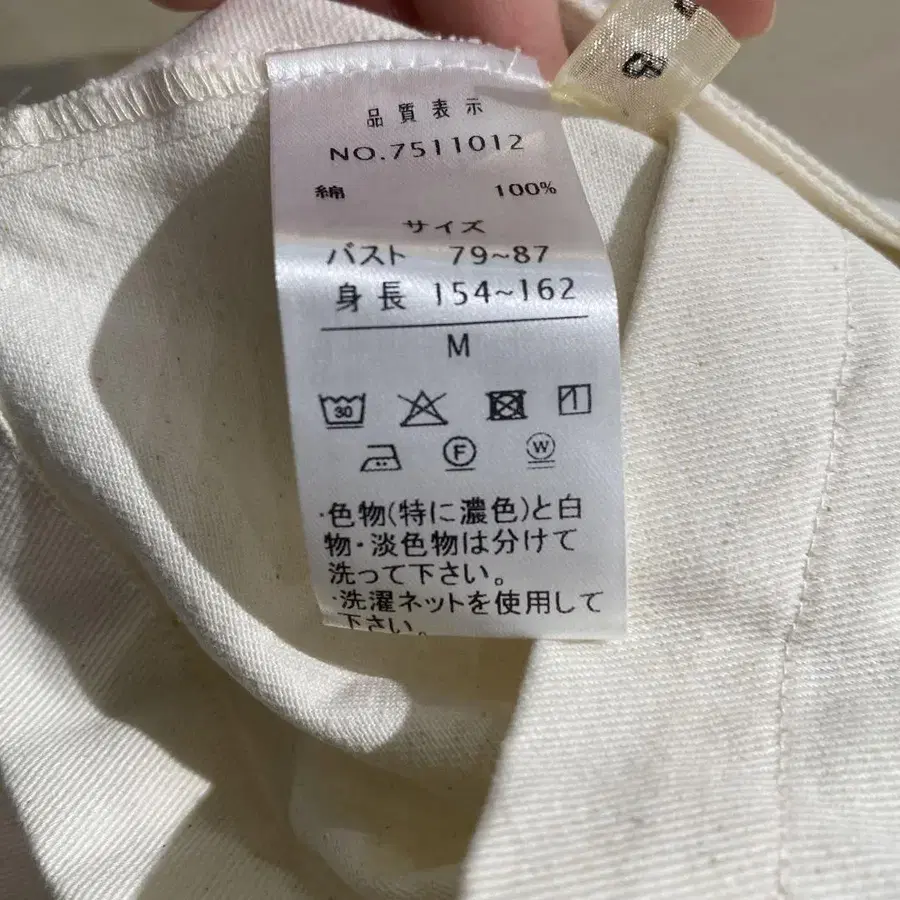 品質表示
NO.7511012
綿 100%
サイズ
バスト 79~87
身長 154~162
M
30
F W
·色物(特に濃色)と白
物·淡色物は分けて
洗って下さい。
·洗濯ネットを使用して
下さい。